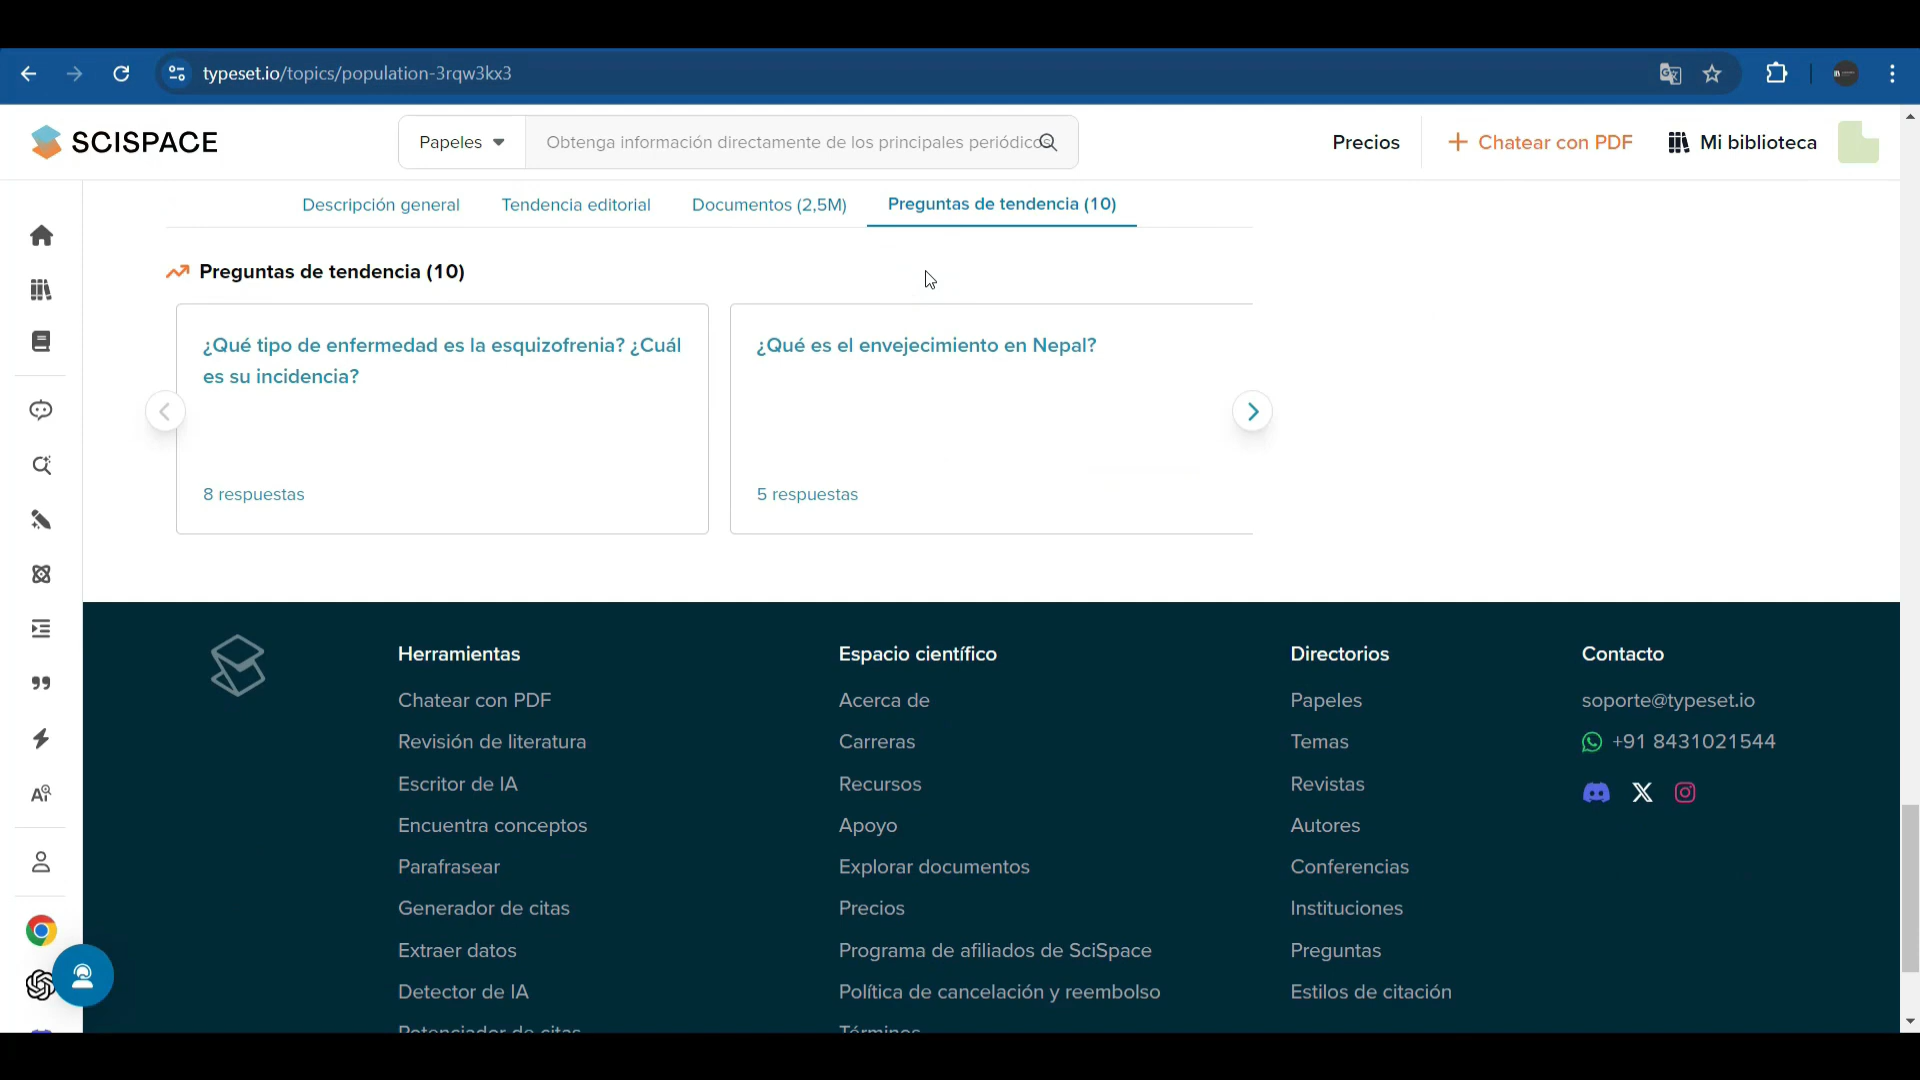 typeset.io/topics/population-3rqw3kx3
SCISPACE
Papeles
Obtenga información directamente de los principales periódicos
Precios
Chatear con PDF
Mi biblioteca
Descripción general
Tendencia editorial
Documentos (2,5M)
Preguntas de tendencia (10)
Preguntas de tendencia (10)
¿Qué tipo de enfermedad es la esquizofrenia? ¿Cuál
es su incidencia?
8 respuestas
¿Qué es el envejecimiento en Nepal?
5 respuestas
Herramientas
Chatear con PDF
Revisión de literatura
Escritor de IA
Encuentra conceptos
Parafrasear
Generador de citas
Extraer datos
Detector de IA
Potenciador de citas
Espacio científico
Acerca de
Carreras
Recursos
Apoyo
Explorar documentos
Precios
Programa de afiliados de SciSpace
Política de cancelación y reembolso
Términos
Directorios
Papeles
Temas
Revistas
Autores
Conferencias
Instituciones
Preguntas
Estilos de citación
Contacto
soporte@typeset.io
+91 8431021544